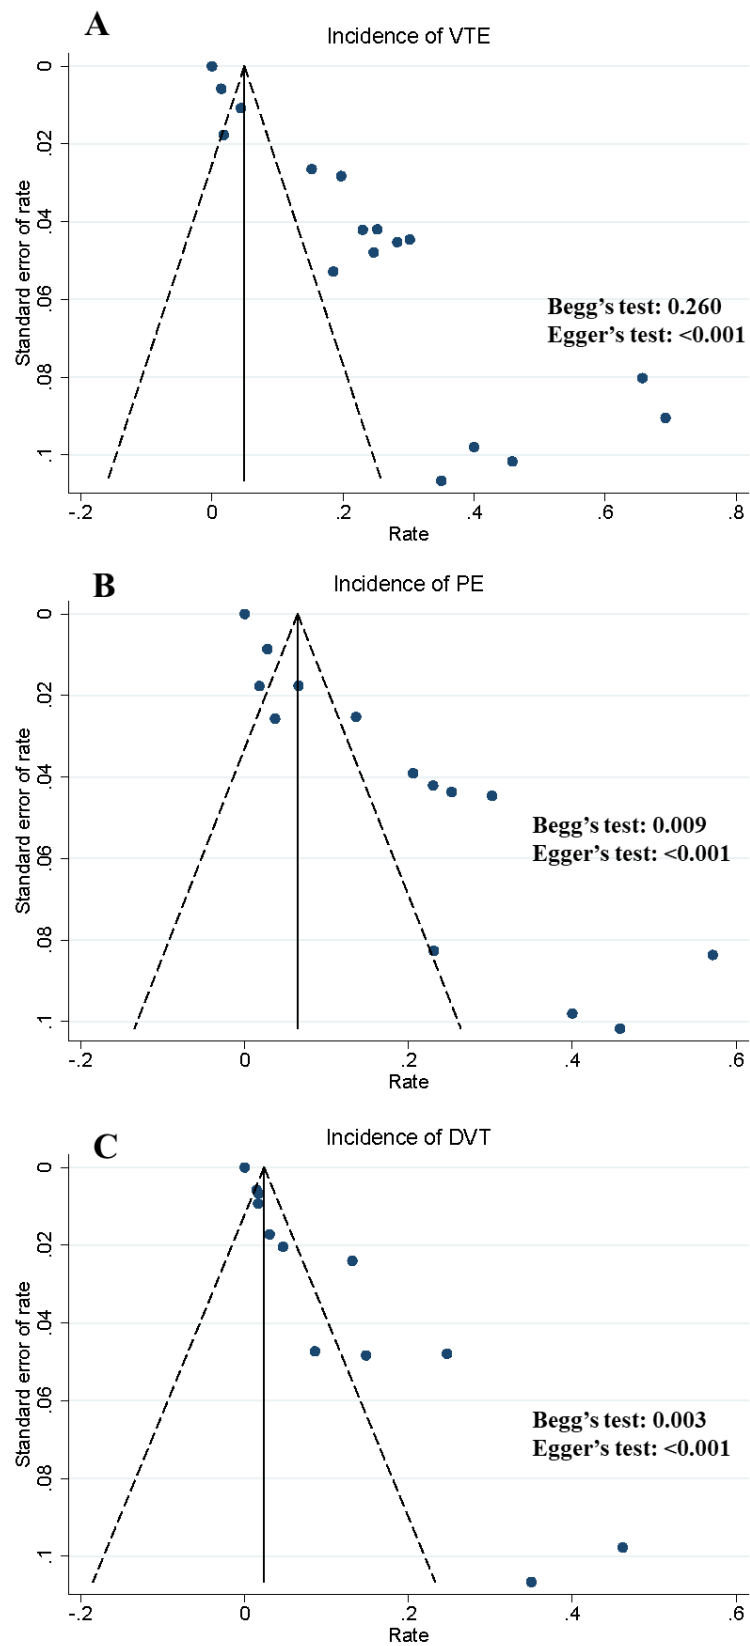 A
Incidence of VTE
Standard error of rate
0
.02
.04
.06
.08
.1
Begg's test: 0.260
Egger's test: <0.001
-.2
0
.2
.4
.6
.8
Rate
B
Incidence of PE
Standard error of rate
0
.02
.04
.06
.08
.1
Begg's test: 0.009
Egger's test: <0.001
-.2
0
.2
.4
.6
Rate
C
Incidence of DVT
Standard error of rate
0
.02
.04
.06
.08
.1
Begg's test: 0.003
Egger's test: <0.001
-.2
0
.2
.4
.6
Rate